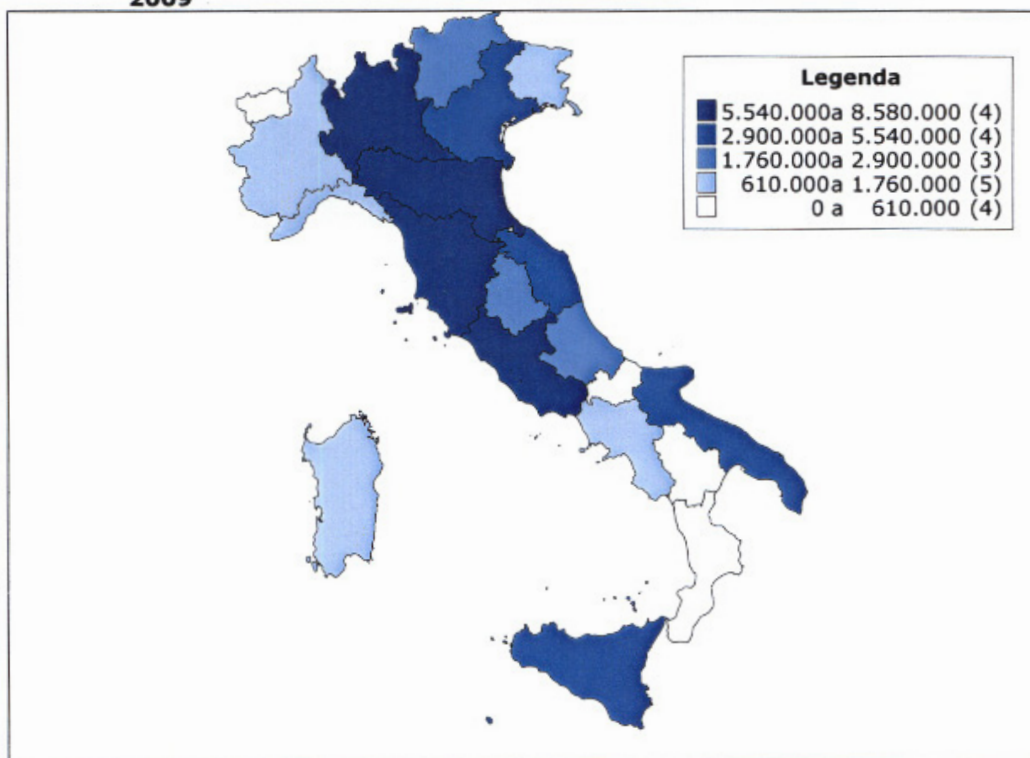 2009
Legenda
5.540.000a 8.580.000 (4)
2.900.000a 5.540.000 (4)
1.760.000a 2.900.000 (3)
610.000a 1.760.000 (5)
0 a 610.000 (4)